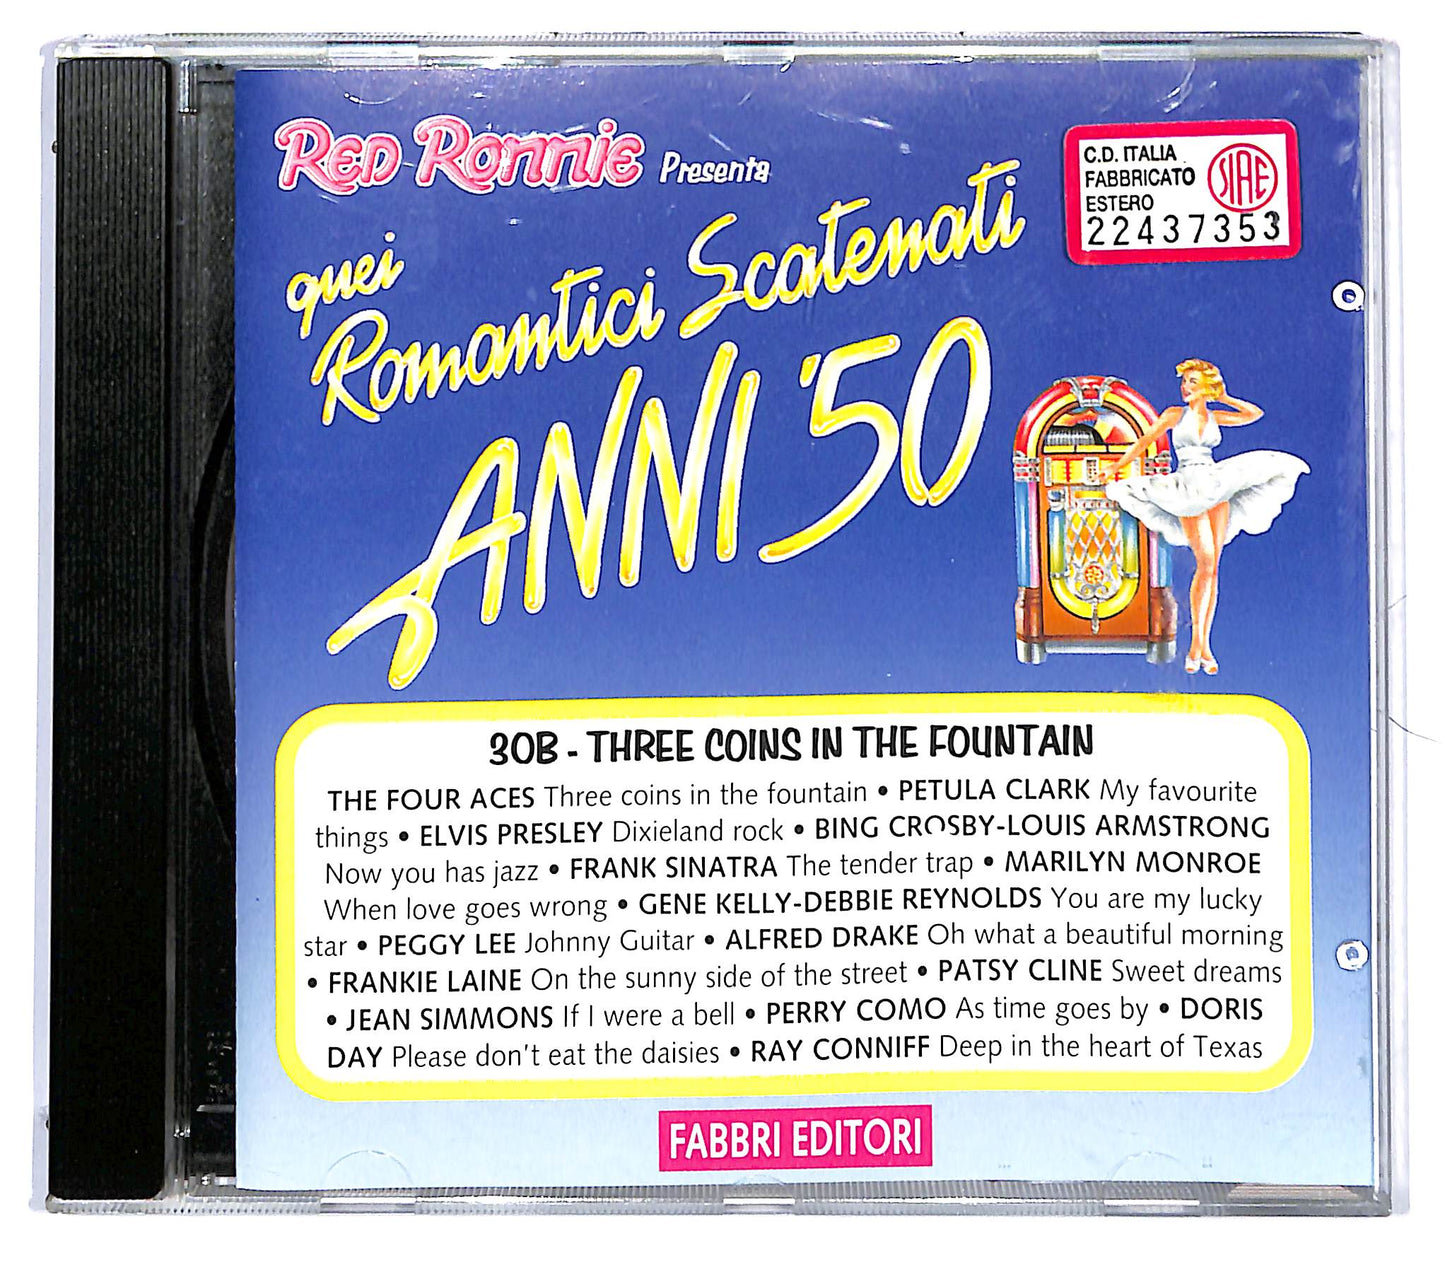 RED RONNIE Presenta
quei
Romantici Scatenati
ANNI '50
C.D. ITALIA
FABBRICATO
ESTERO
SIAE
22437353
30B - THREE COINS IN THE FOUNTAIN
THE FOUR ACES Three coins in the fountain • PETULA CLARK My favourite
things • ELVIS PRESLEY Dixieland rock • BING CROSBY-LOUIS ARMSTRONG
Now you has jazz • FRANK SINATRA The tender trap • MARILYN MONROE
When love goes wrong • GENE KELLY-DEBBIE REYNOLDS You are my lucky
star • PEGGY LEE Johnny Guitar • ALFRED DRAKE Oh what a beautiful morning
• FRANKIE LAINE On the sunny side of the street • PATSY CLINE Sweet dreams
• JEAN SIMMONS If I were a bell • PERRY COMO As time goes by • DORIS
DAY Please don't eat the daisies • RAY CONNIFF Deep in the heart of Texas
FABBRI EDITORI